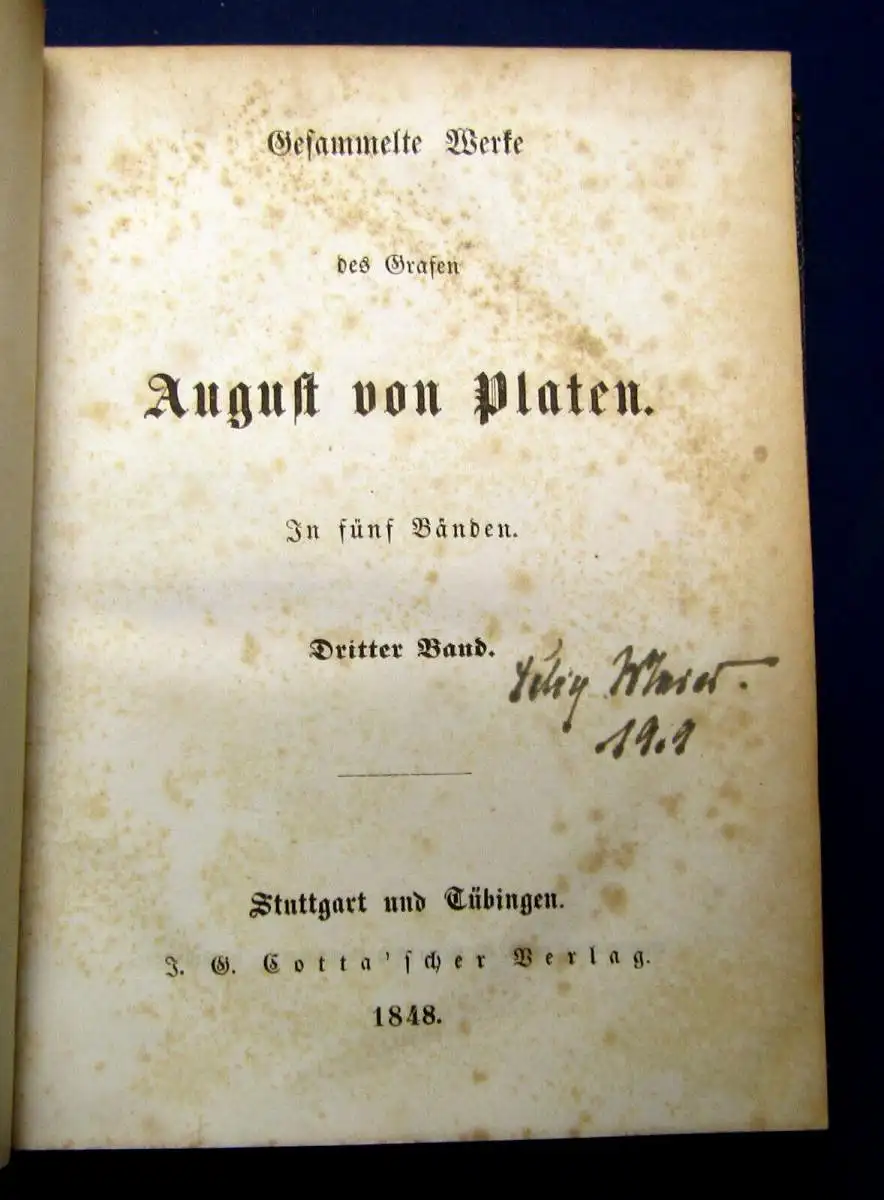 Gesammelte Werke
des Grafen
August von Platen.
In fünf Bänden.
Dritter Band.
Stuttgart und Tübingen.
J. G. Cotta'scher Verlag.
1848.